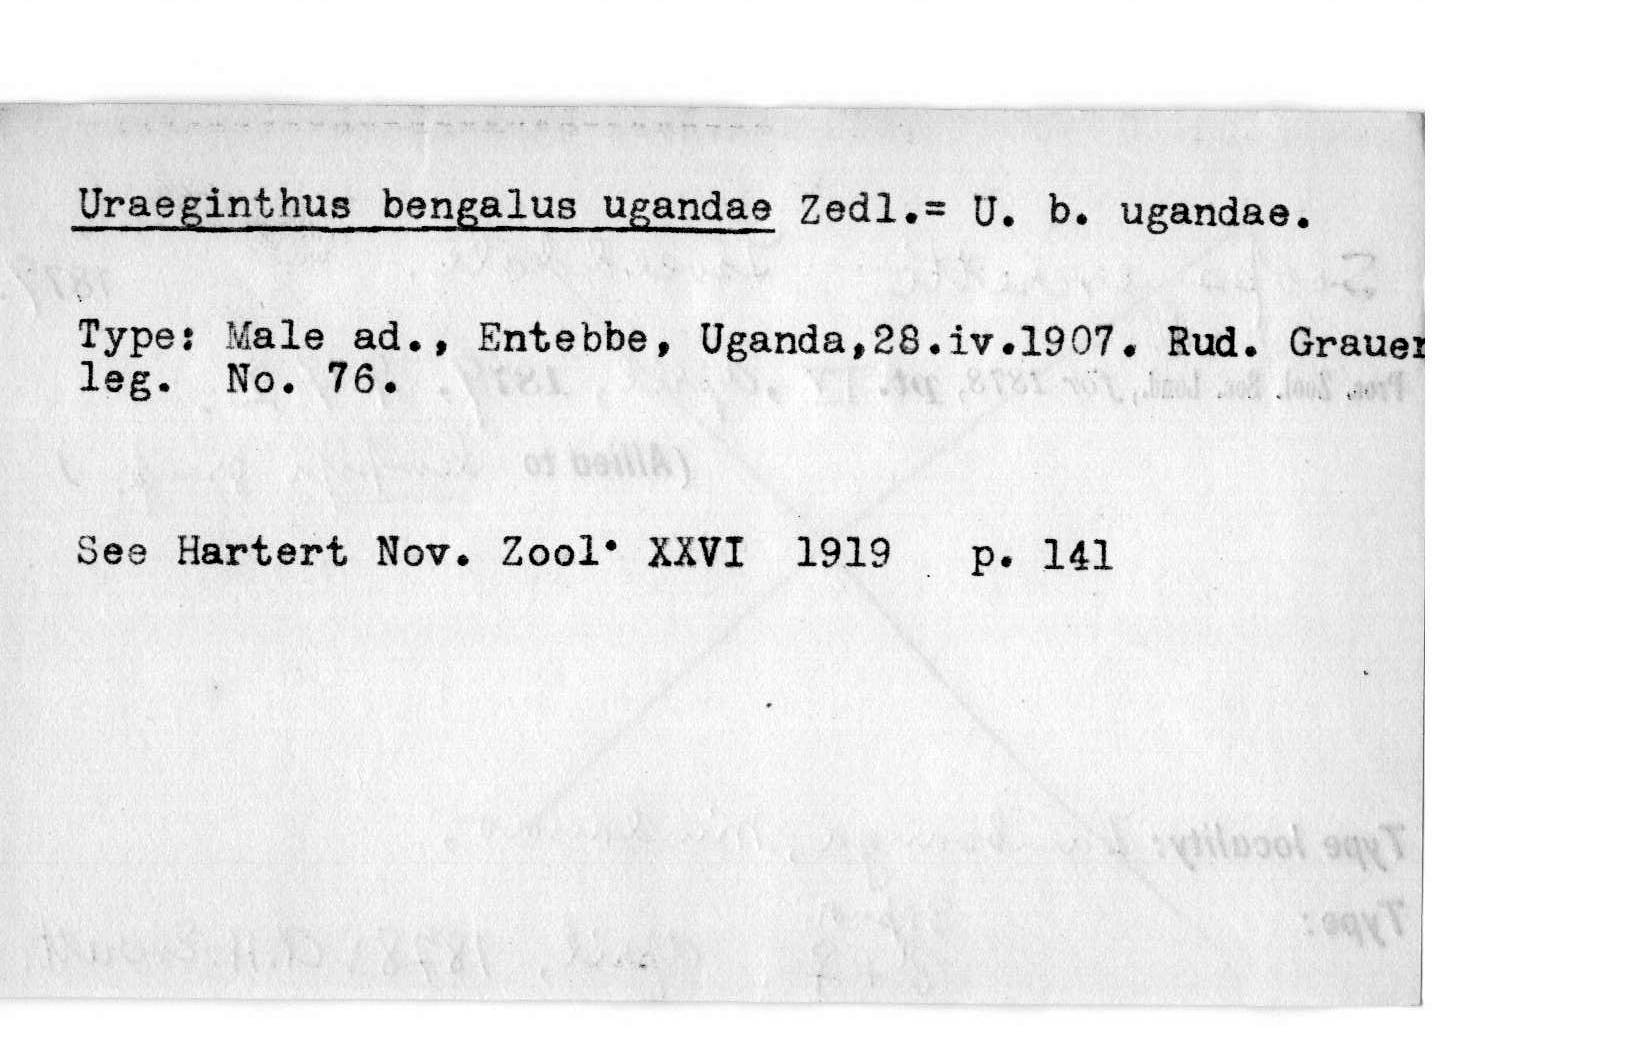 Uraeginthus bengalus ugandae Zedl.= U. b. ugandae.
Type: Male ad., Entebbe, Uganda,28.iv.1907. Rud. Grauer
leg. No. 76.
See Hartert Nov. Zool. XXVI 1919 p. 141